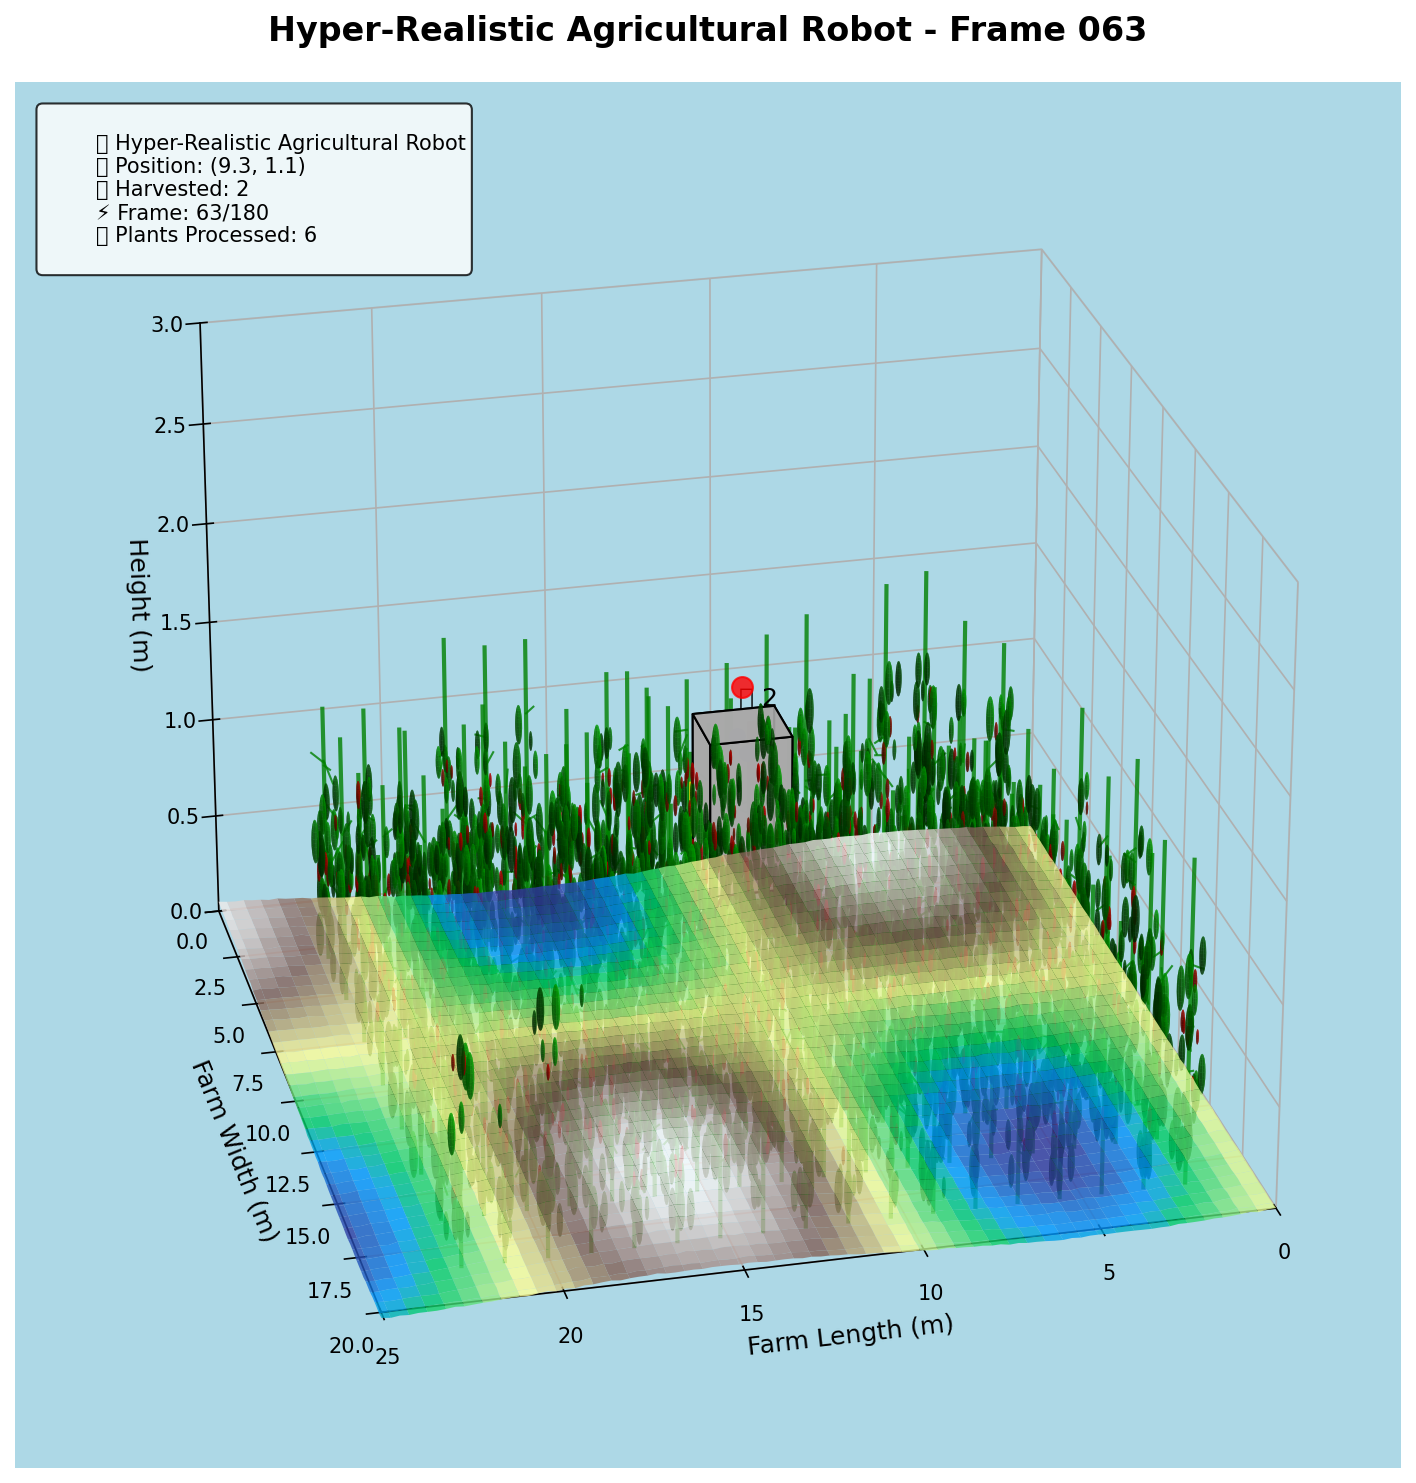 Hyper-Realistic Agricultural Robot - Frame 063
Hyper-Realistic Agricultural Robot
Position: (9.3, 1.1)
Harvested: 2
⚡ Frame: 63/180
Plants Processed: 6
3.0
2.5
2.0
1.5
1.0
0.5
0.0
Height (m)
2
0.0
2.5
5.0
7.5
10.0
12.5
15.0
17.5
20.0
Farm Width (m)
25
20
15
10
5
0
Farm Length (m)